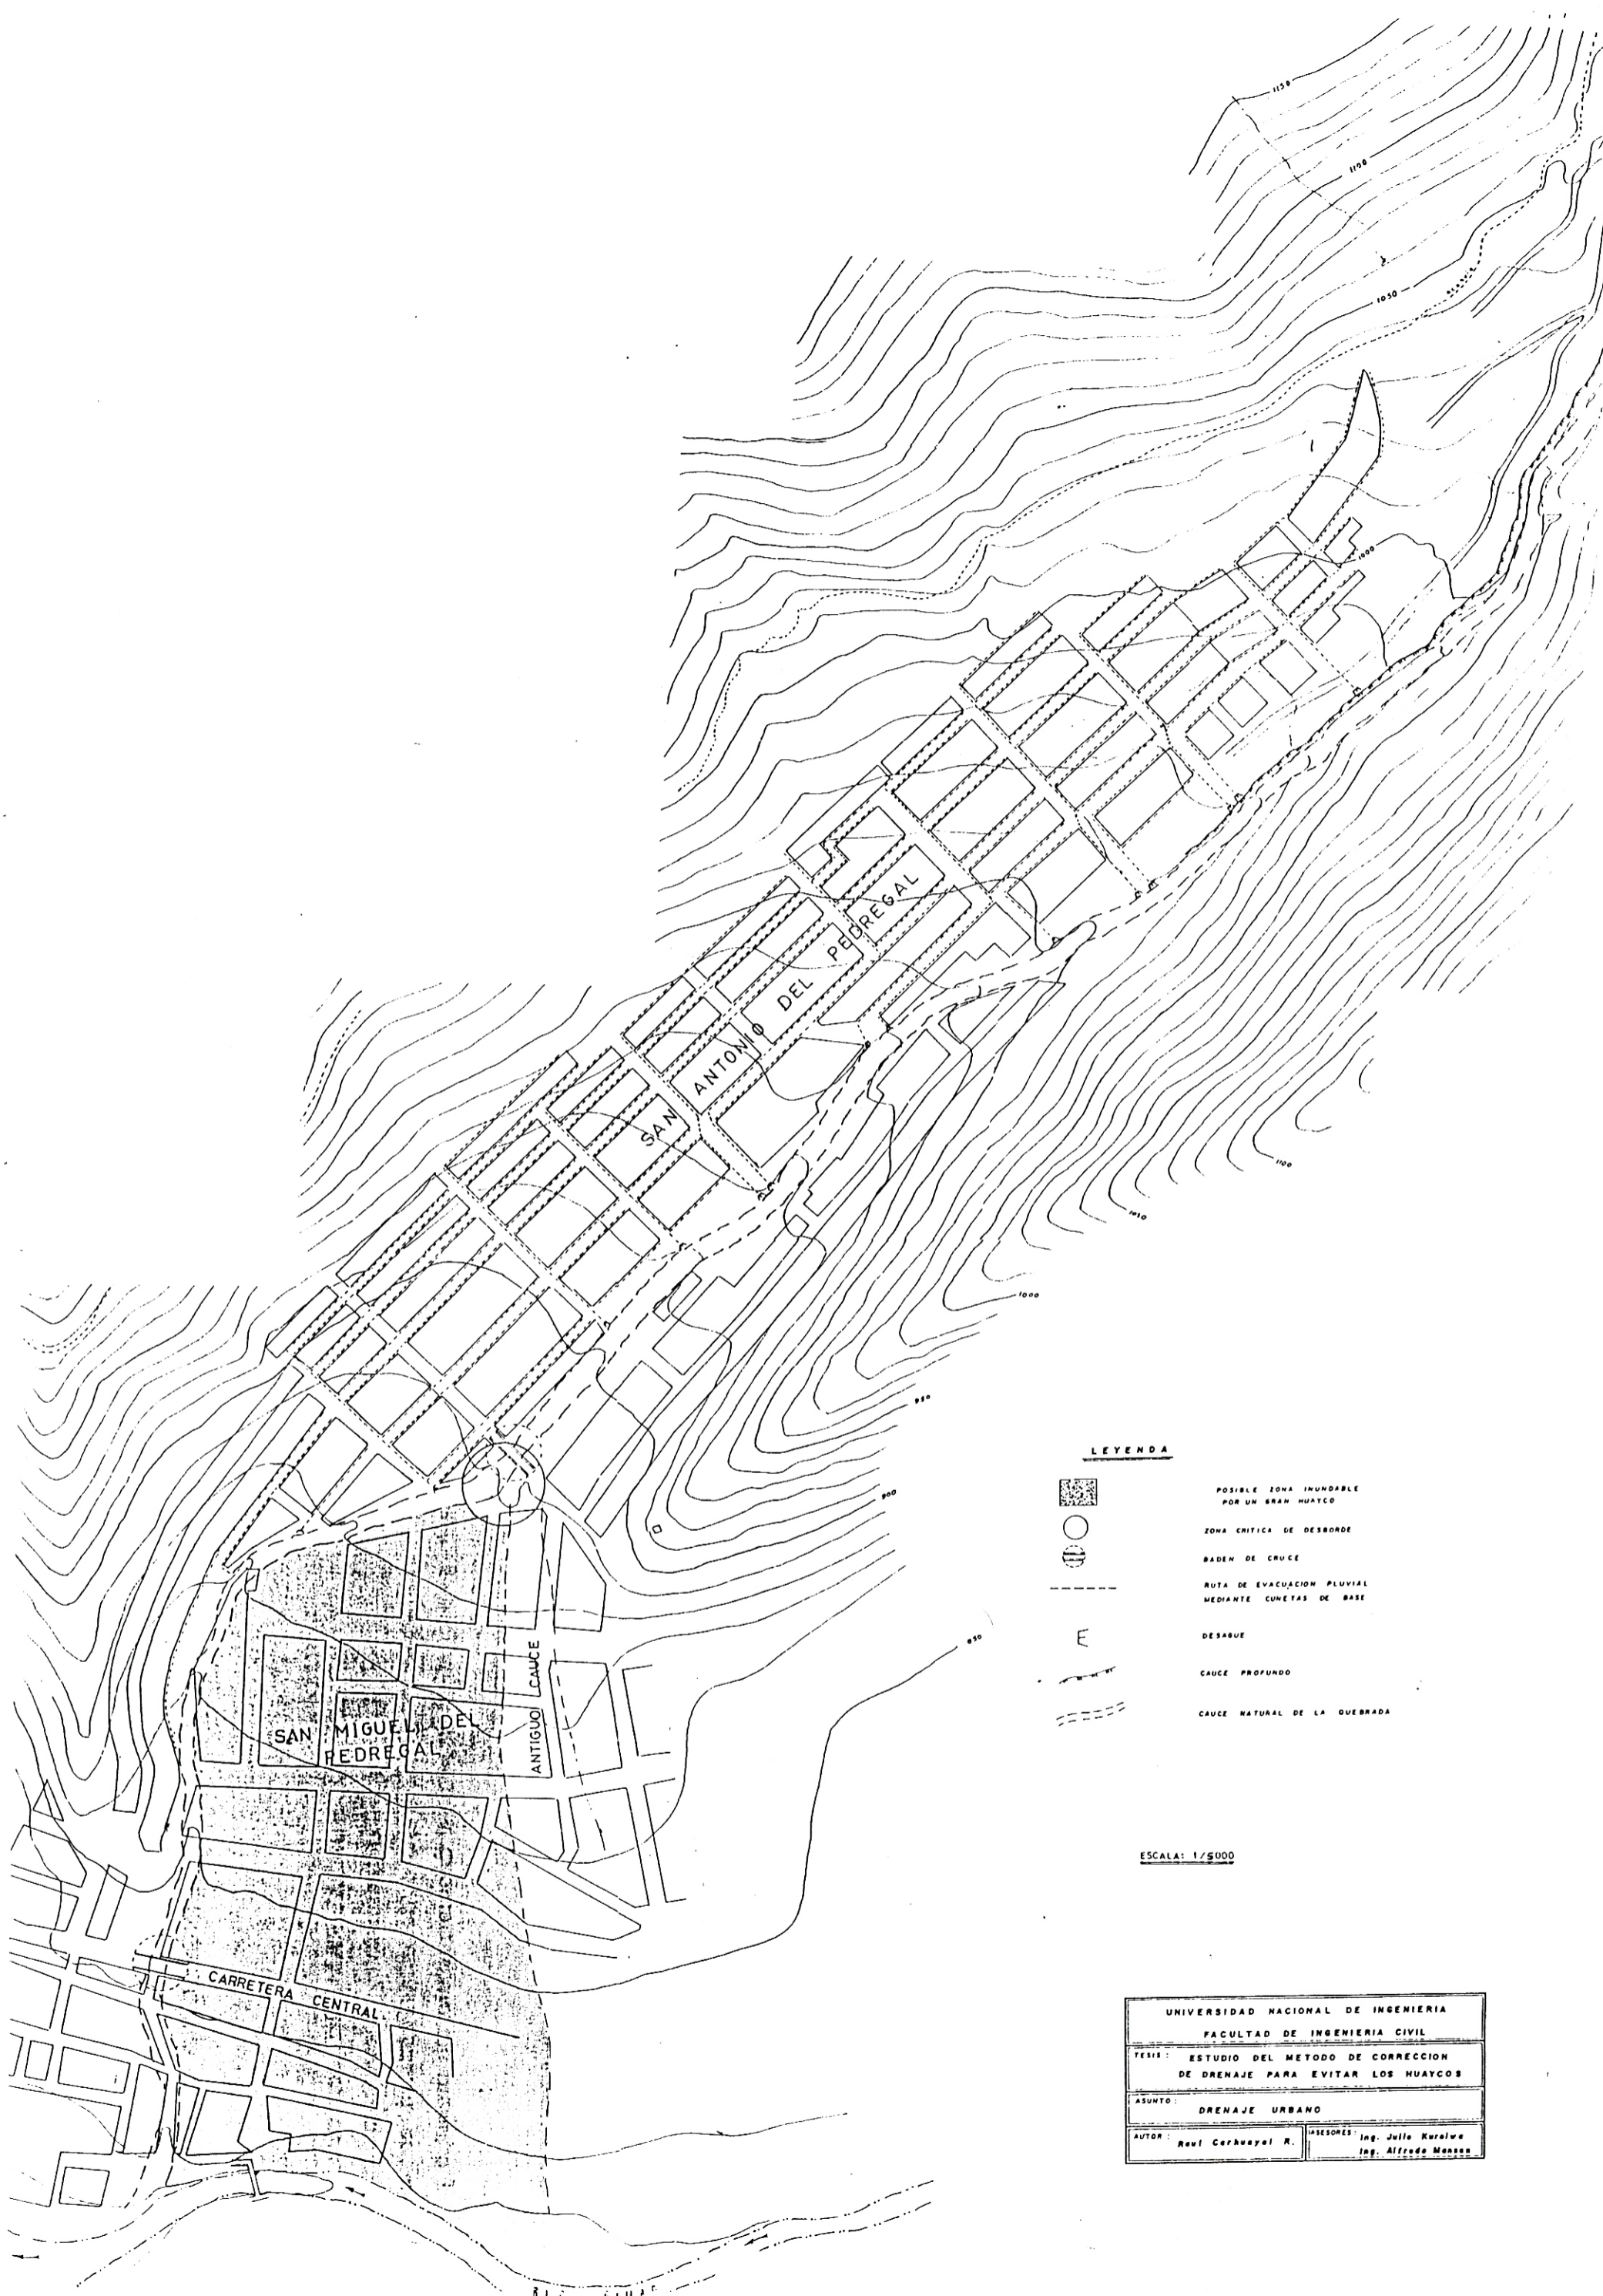 1150
1100
1050
1000
SAN ANTONIO DEL PEDREGAL
1100
1050
1000
950
900
850
CAUCE
ANTIGUO
SAN MIGUEL DEL
PEDREGAL
CARRETERA CENTRAL
LEYENDA
POSIBLE ZONA INUNDABLE
POR UN GRAN HUAYCO
ZONA CRITICA DE DESBORDE
BADEN DE CRUCE
RUTA DE EVACUACION PLUVIAL
MEDIANTE CUNETAS DE BASE
E
DESAGUE
CAUCE PROFUNDO
CAUCE NATURAL DE LA QUEBRADA
ESCALA: 1/5000
UNIVERSIDAD NACIONAL DE INGENIERIA
FACULTAD DE INGENIERIA CIVIL
TESIS: ESTUDIO DEL METODO DE CORRECCION
DE DRENAJE PARA EVITAR LOS HUAYCOS
ASUNTO:
DRENAJE URBANO
AUTOR: Raul Carhuayal R.
ASESORES: Ing. Julio Kuroiwa
Ing. Alfredo Mansen